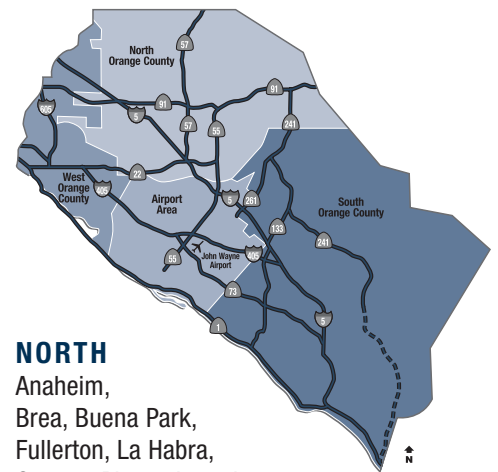 57
North
Orange County
91
605
91
5
57
55
241
22
West
Orange
County
405
Airport
Area
5
261
South
Orange County
133
241
John Wayne
Airport
405
55
73
1
5
NORTH
Anaheim,
Brea, Buena Park,
Fullerton, La Habra,
N